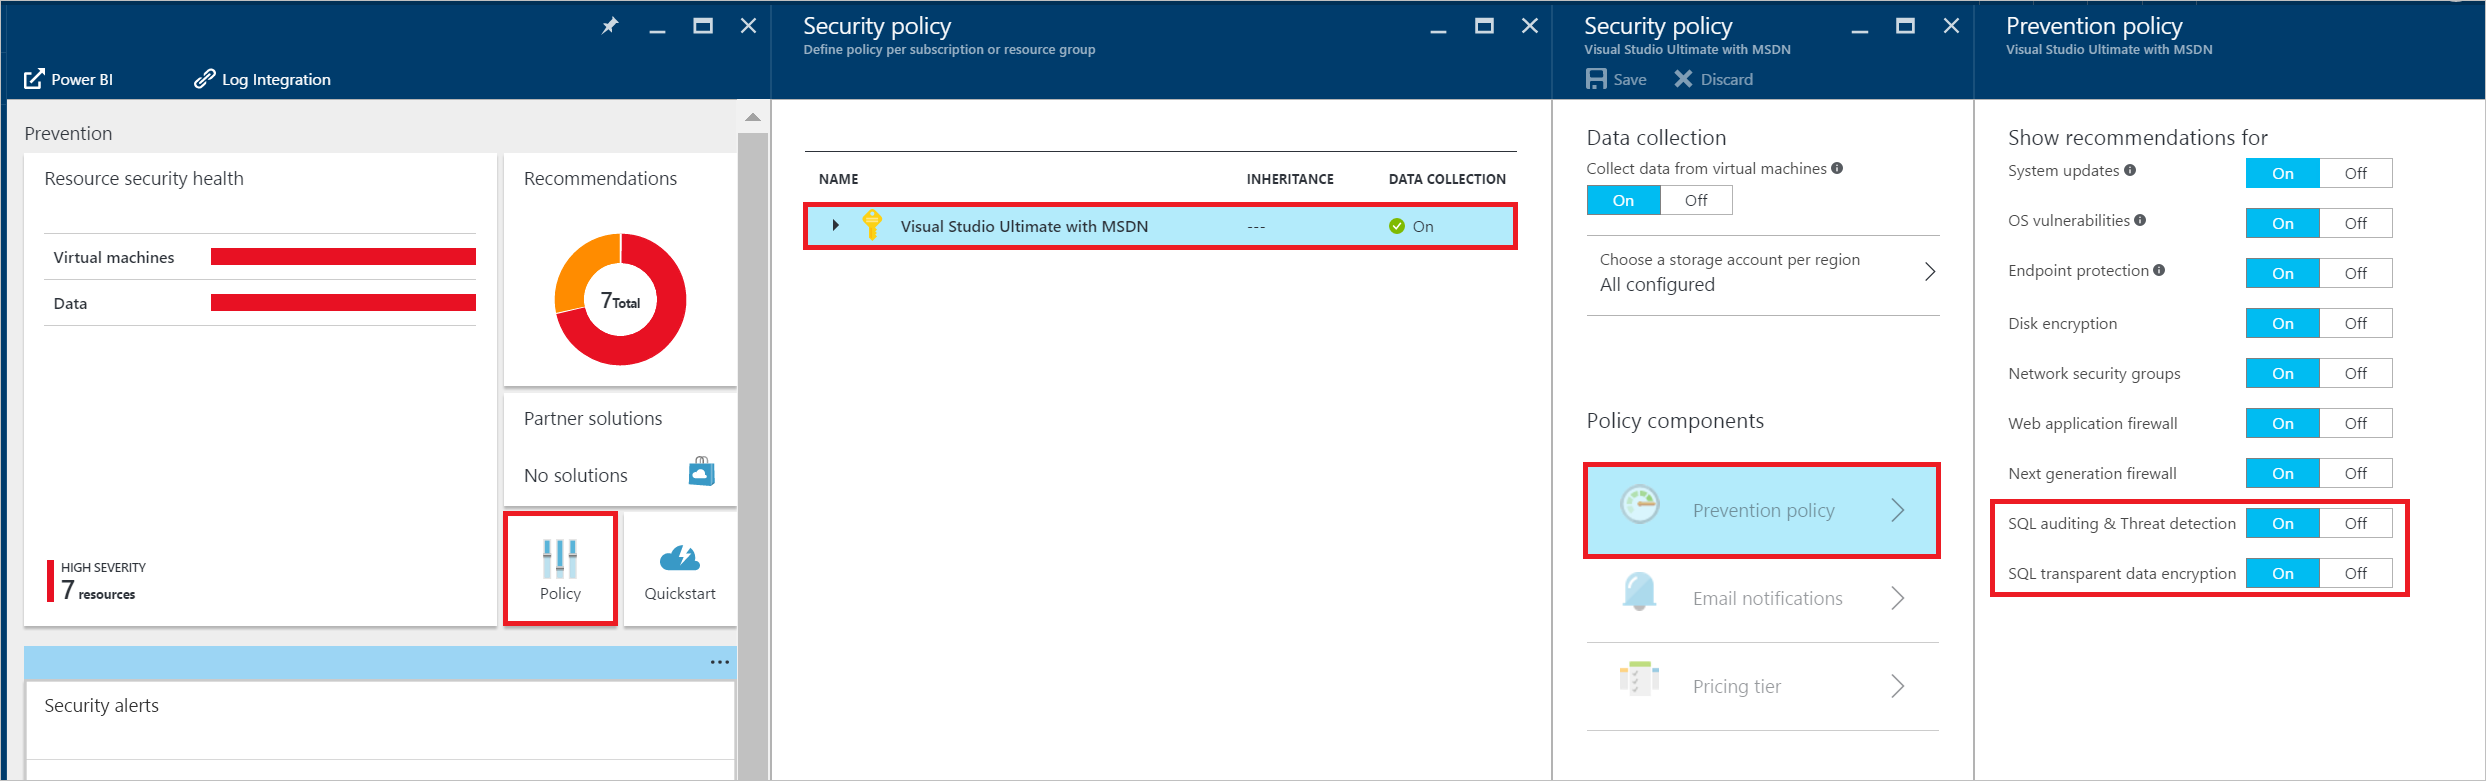 Power BI
Log Integration
Prevention
Resource security health
Virtual machines
Data
HIGH SEVERITY
7 resources
Recommendations
7 Total
Partner solutions
No solutions
Policy
Quickstart
...
Security alerts
Security policy
Define policy per subscription or resource group
NAME INHERITANCE DATA COLLECTION
Visual Studio Ultimate with MSDN --- On
Security policy
Visual Studio Ultimate with MSDN
Save Discard
Data collection
Collect data from virtual machines
On Off
Choose a storage account per region
All configured
Policy components
Prevention policy
Email notifications
Pricing tier
Prevention policy
Visual Studio Ultimate with MSDN
Show recommendations for
System updates On Off
OS vulnerabilities On Off
Endpoint protection On Off
Disk encryption On Off
Network security groups On Off
Web application firewall On Off
Next generation firewall On Off
SQL auditing & Threat detection On Off
SQL transparent data encryption On Off